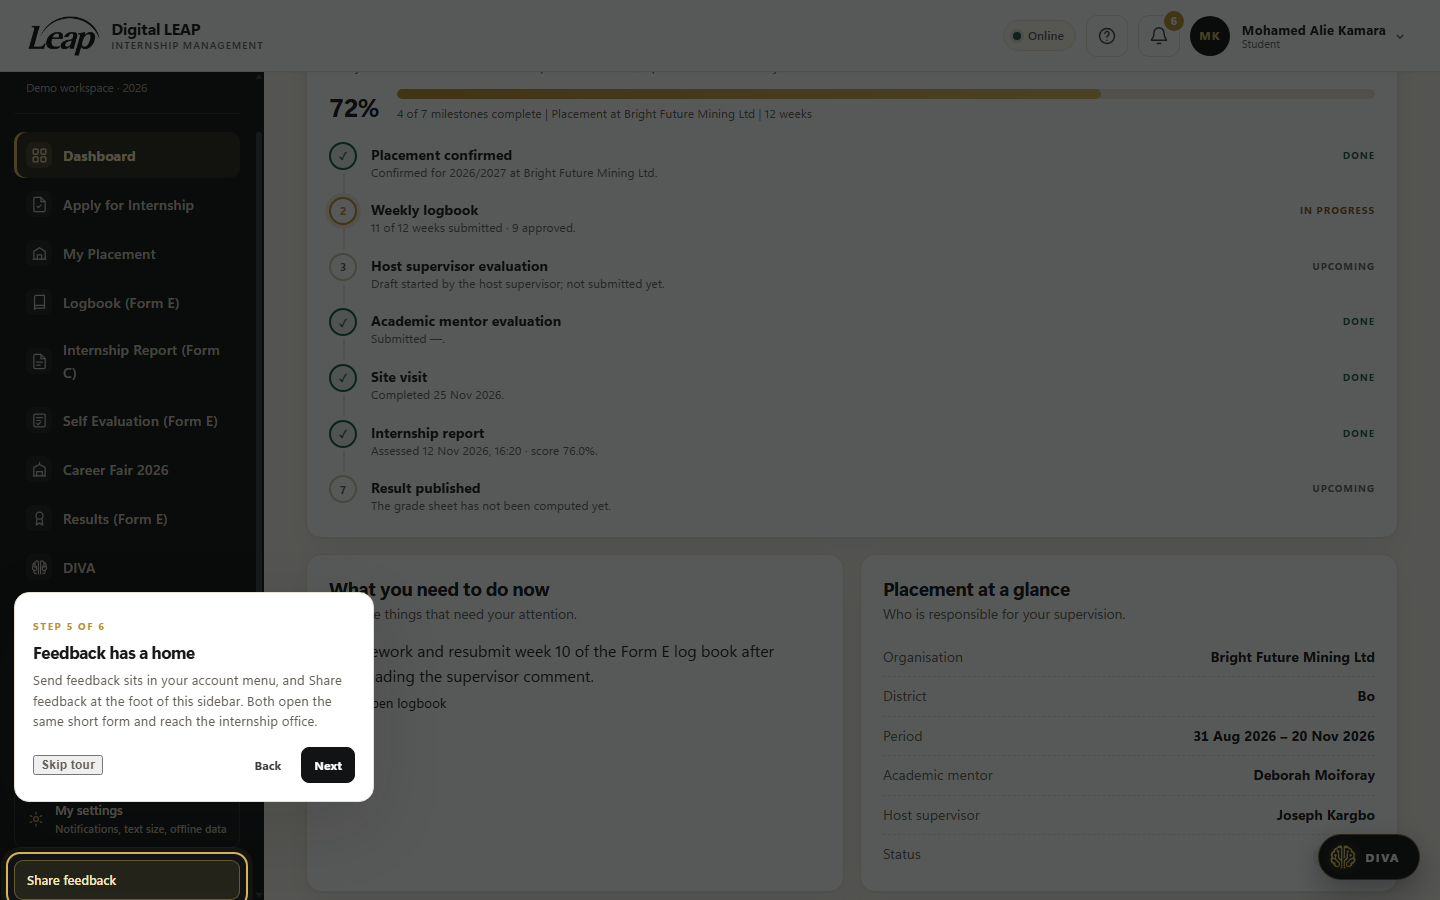 Leap
Digital LEAP
INTERNSHIP MANAGEMENT
Online
6
MK
Mohamed Alie Kamara
Student
Demo workspace · 2026
Dashboard
Apply for Internship
My Placement
Logbook (Form E)
Internship Report (Form
C)
Self Evaluation (Form E)
Career Fair 2026
Results (Form E)
DIVA
72%
4 of 7 milestones complete | Placement at Bright Future Mining Ltd | 12 weeks
Placement confirmed
DONE
Confirmed for 2026/2027 at Bright Future Mining Ltd.
2
Weekly logbook
IN PROGRESS
11 of 12 weeks submitted · 9 approved.
3
Host supervisor evaluation
UPCOMING
Draft started by the host supervisor; not submitted yet.
Academic mentor evaluation
DONE
Submitted —.
Site visit
DONE
Completed 25 Nov 2026.
Internship report
DONE
Assessed 12 Nov 2026, 16:20 · score 76.0%.
7
Result published
UPCOMING
The grade sheet has not been computed yet.
What you need to do now
things that need your attention.
and resubmit week 10 of the Form E log book after
the supervisor comment.
logbook
Placement at a glance
Who is responsible for your supervision.
Organisation
Bright Future Mining Ltd
District
Bo
Period
31 Aug 2026 – 20 Nov 2026
Academic mentor
Deborah Moiforay
Host supervisor
Joseph Kargbo
Status
DIVA
STEP 5 OF 6
Feedback has a home
Send feedback sits in your account menu, and Share
feedback at the foot of this sidebar. Both open the
same short form and reach the internship office.
Skip tour
Back
Next
My settings
Notifications, text size, offline data
Share feedback